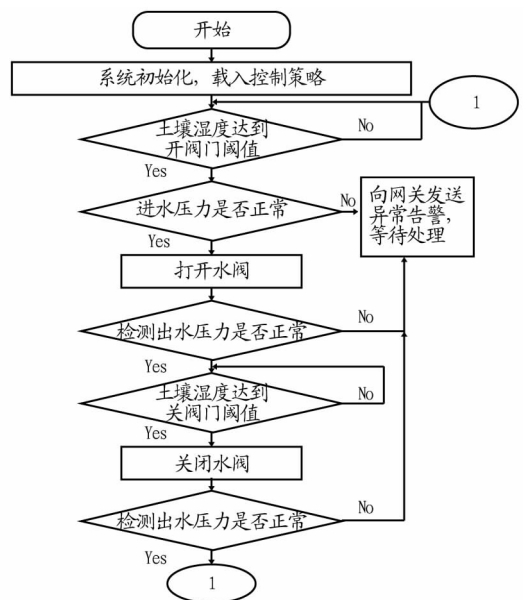 开始
系统初始化，载入控制策略
1
土壤湿度达到
开阀门阈值
No
Yes
进水压力是否正常
No
向网关发送
异常告警，
等待处理
Yes
打开水阀
检测出水压力是否正常
No
Yes
土壤湿度达到
关阀门阈值
No
Yes
关闭水阀
检测出水压力是否正常
No
Yes
1